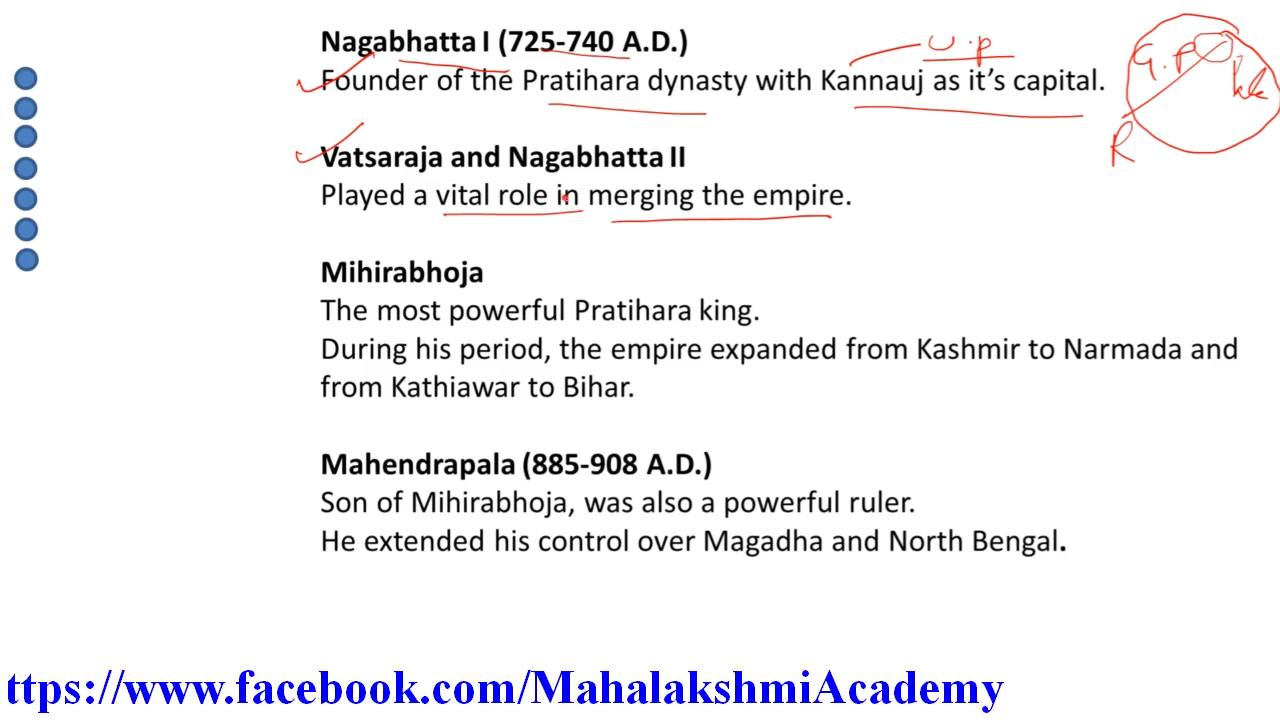 Nagabhatta I (725-740 A.D.)
U.p
Founder of the Pratihara dynasty with Kannauj as it's capital.
G.p
R
Vatsaraja and Nagabhatta II
Played a vital role in merging the empire.
Mihirabhoja
The most powerful Pratihara king.
During his period, the empire expanded from Kashmir to Narmada and
from Kathiawar to Bihar.
Mahendrapala (885-908 A.D.)
Son of Mihirabhoja, was also a powerful ruler.
He extended his control over Magadha and North Bengal.
ttps://www.facebook.com/MahalakshmiAcademy